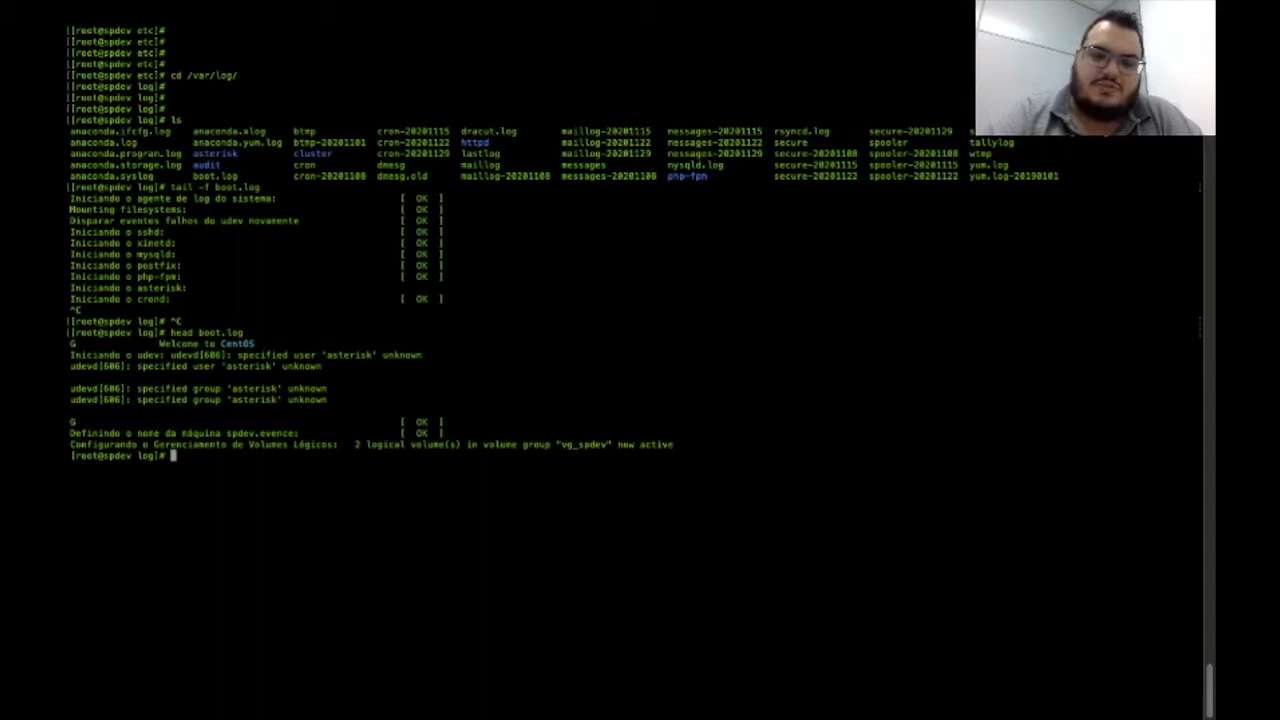 [[root@spdev etc]#
[[root@spdev etc]#
[[root@spdev etc]#
[[root@spdev etc]#
[[root@spdev etc]# cd /var/log/
[[root@spdev log]#
[[root@spdev log]#
[[root@spdev log]#
[[root@spdev log]# ls
anaconda.ifcfg.log anaconda.xlog btmp cron-20201115 dracut.log maillog-20201115 messages-20201115 rsyncd.log secure-20201129
anaconda.log anaconda.yum.log btmp-20201101 cron-20201122 httpd maillog-20201122 messages-20201122 secure spooler tallylog
anaconda.program.log asterisk cluster cron-20201129 lastlog maillog-20201129 messages-20201129 secure-20201108 spooler-20201108 wtmp
anaconda.storage.log audit cron dmesg maillog messages mysqld.log secure-20201115 spooler-20201115 yum.log
anaconda.syslog boot.log cron-20201108 dmesg.old maillog-20201108 messages-20201108 php-fpm secure-20201122 spooler-20201122 yum.log-20190101
[[root@spdev log]# tail -f boot.log
Iniciando o agente de log do sistema: [ OK ]
Mounting filesystems: [ OK ]
Disparar eventos falhos do udev novamente [ OK ]
Iniciando o sshd: [ OK ]
Iniciando o xinetd: [ OK ]
Iniciando o mysqld: [ OK ]
Iniciando o postfix: [ OK ]
Iniciando o php-fpm: [ OK ]
Iniciando o asterisk:
Iniciando o crond: [ OK ]
^C
[[root@spdev log]# ^C
[[root@spdev log]# head boot.log
G Welcome to CentOS
Iniciando o udev: udevd[606]: specified user 'asterisk' unknown
udevd[606]: specified user 'asterisk' unknown
udevd[606]: specified group 'asterisk' unknown
udevd[606]: specified group 'asterisk' unknown
G [ OK ]
Definindo o nome da máquina spdev.evence: [ OK ]
Configurando o Gerenciamento de Volumes Lógicos: 2 logical volume(s) in volume group "vg_spdev" now active
[root@spdev log]#